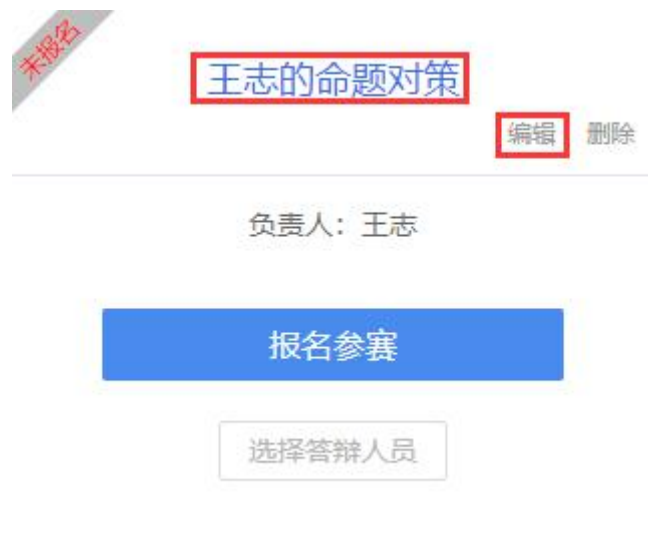 未报名
王志的命题对策
编辑 删除
负责人：王志
报名参赛
选择答辩人员